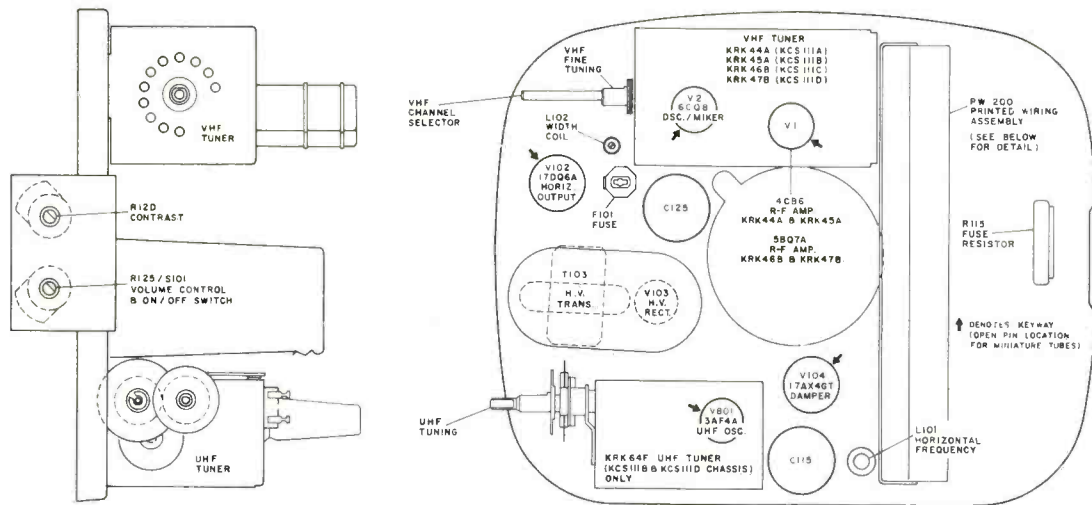 VHF
TUNER
R120
CONTRAST
R125/S101
VOLUME CONTROL
& ON/OFF SWITCH
UHF
TUNER
VHF
FINE
TUNING
VHF
CHANNEL
SELECTOR
L102
WIDTH
COIL
V102
17DQ6A
HORIZ.
OUTPUT
F101
FUSE
C125
VHF TUNER
KRK44A (KCS111A)
KRK45A (KCS111B)
KRK46B (KCS111C)
KRK47B (KCS111D)
V2
6CQ8
OSC./MIXER
V1
4CB6
R-F AMP.
KRK44A & KRK45A
5BQ7A
R-F AMP.
KRK46B & KRK47B
T103
H.V.
TRANS.
V103
H.V.
RECT.
PW 200
PRINTED WIRING
ASSEMBLY
(SEE BELOW
FOR DETAIL)
R115
FUSE
RESISTOR
DENOTES KEYWAY
(OPEN PIN LOCATION
FOR MINIATURE TUBES)
V104
17AX4GT
DAMPER
UHF
TUNING
V801
3AF4A
UHF OSC.
KRK64F UHF TUNER
(KCS111B & KCS111D CHASSIS)
ONLY
C115
L101
HORIZONTAL
FREQUENCY